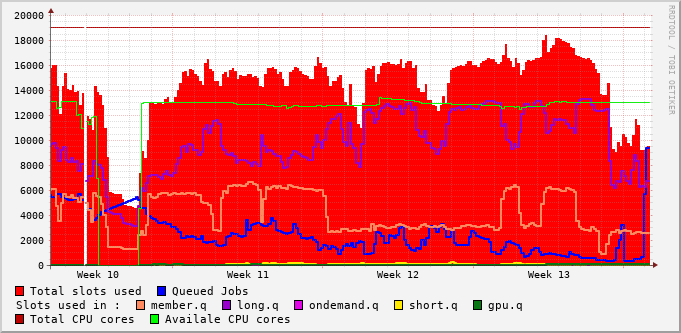 20000
18000
16000
14000
12000
10000
8000
6000
4000
2000
0
Week 10 Week 11 Week 12 Week 13
RRDTOOL / TOBI OETIKER
Total slots used Queued Jobs
Slots used in : member.q long.q ondemand.q short.q gpu.q
Total CPU cores Availale CPU cores